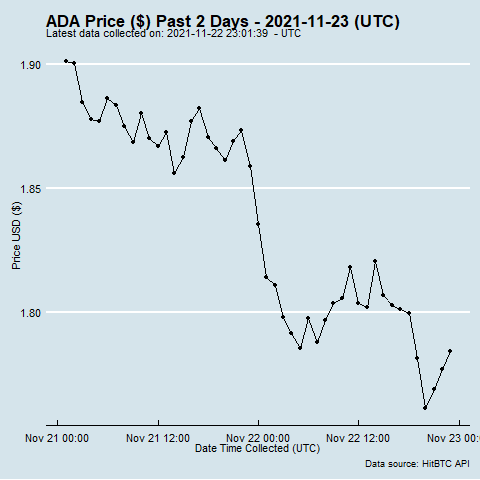 ADA Price ($) Past 2 Days - 2021-11-23 (UTC)
Latest data collected on: 2021-11-22 23:01:39 - UTC
1.90
1.85
1.80
Price USD ($)
Nov 21 00:00 Nov 21 12:00 Nov 22 00:00 Nov 22 12:00 Nov 23 00:
Date Time Collected (UTC)
Data source: HitBTC API